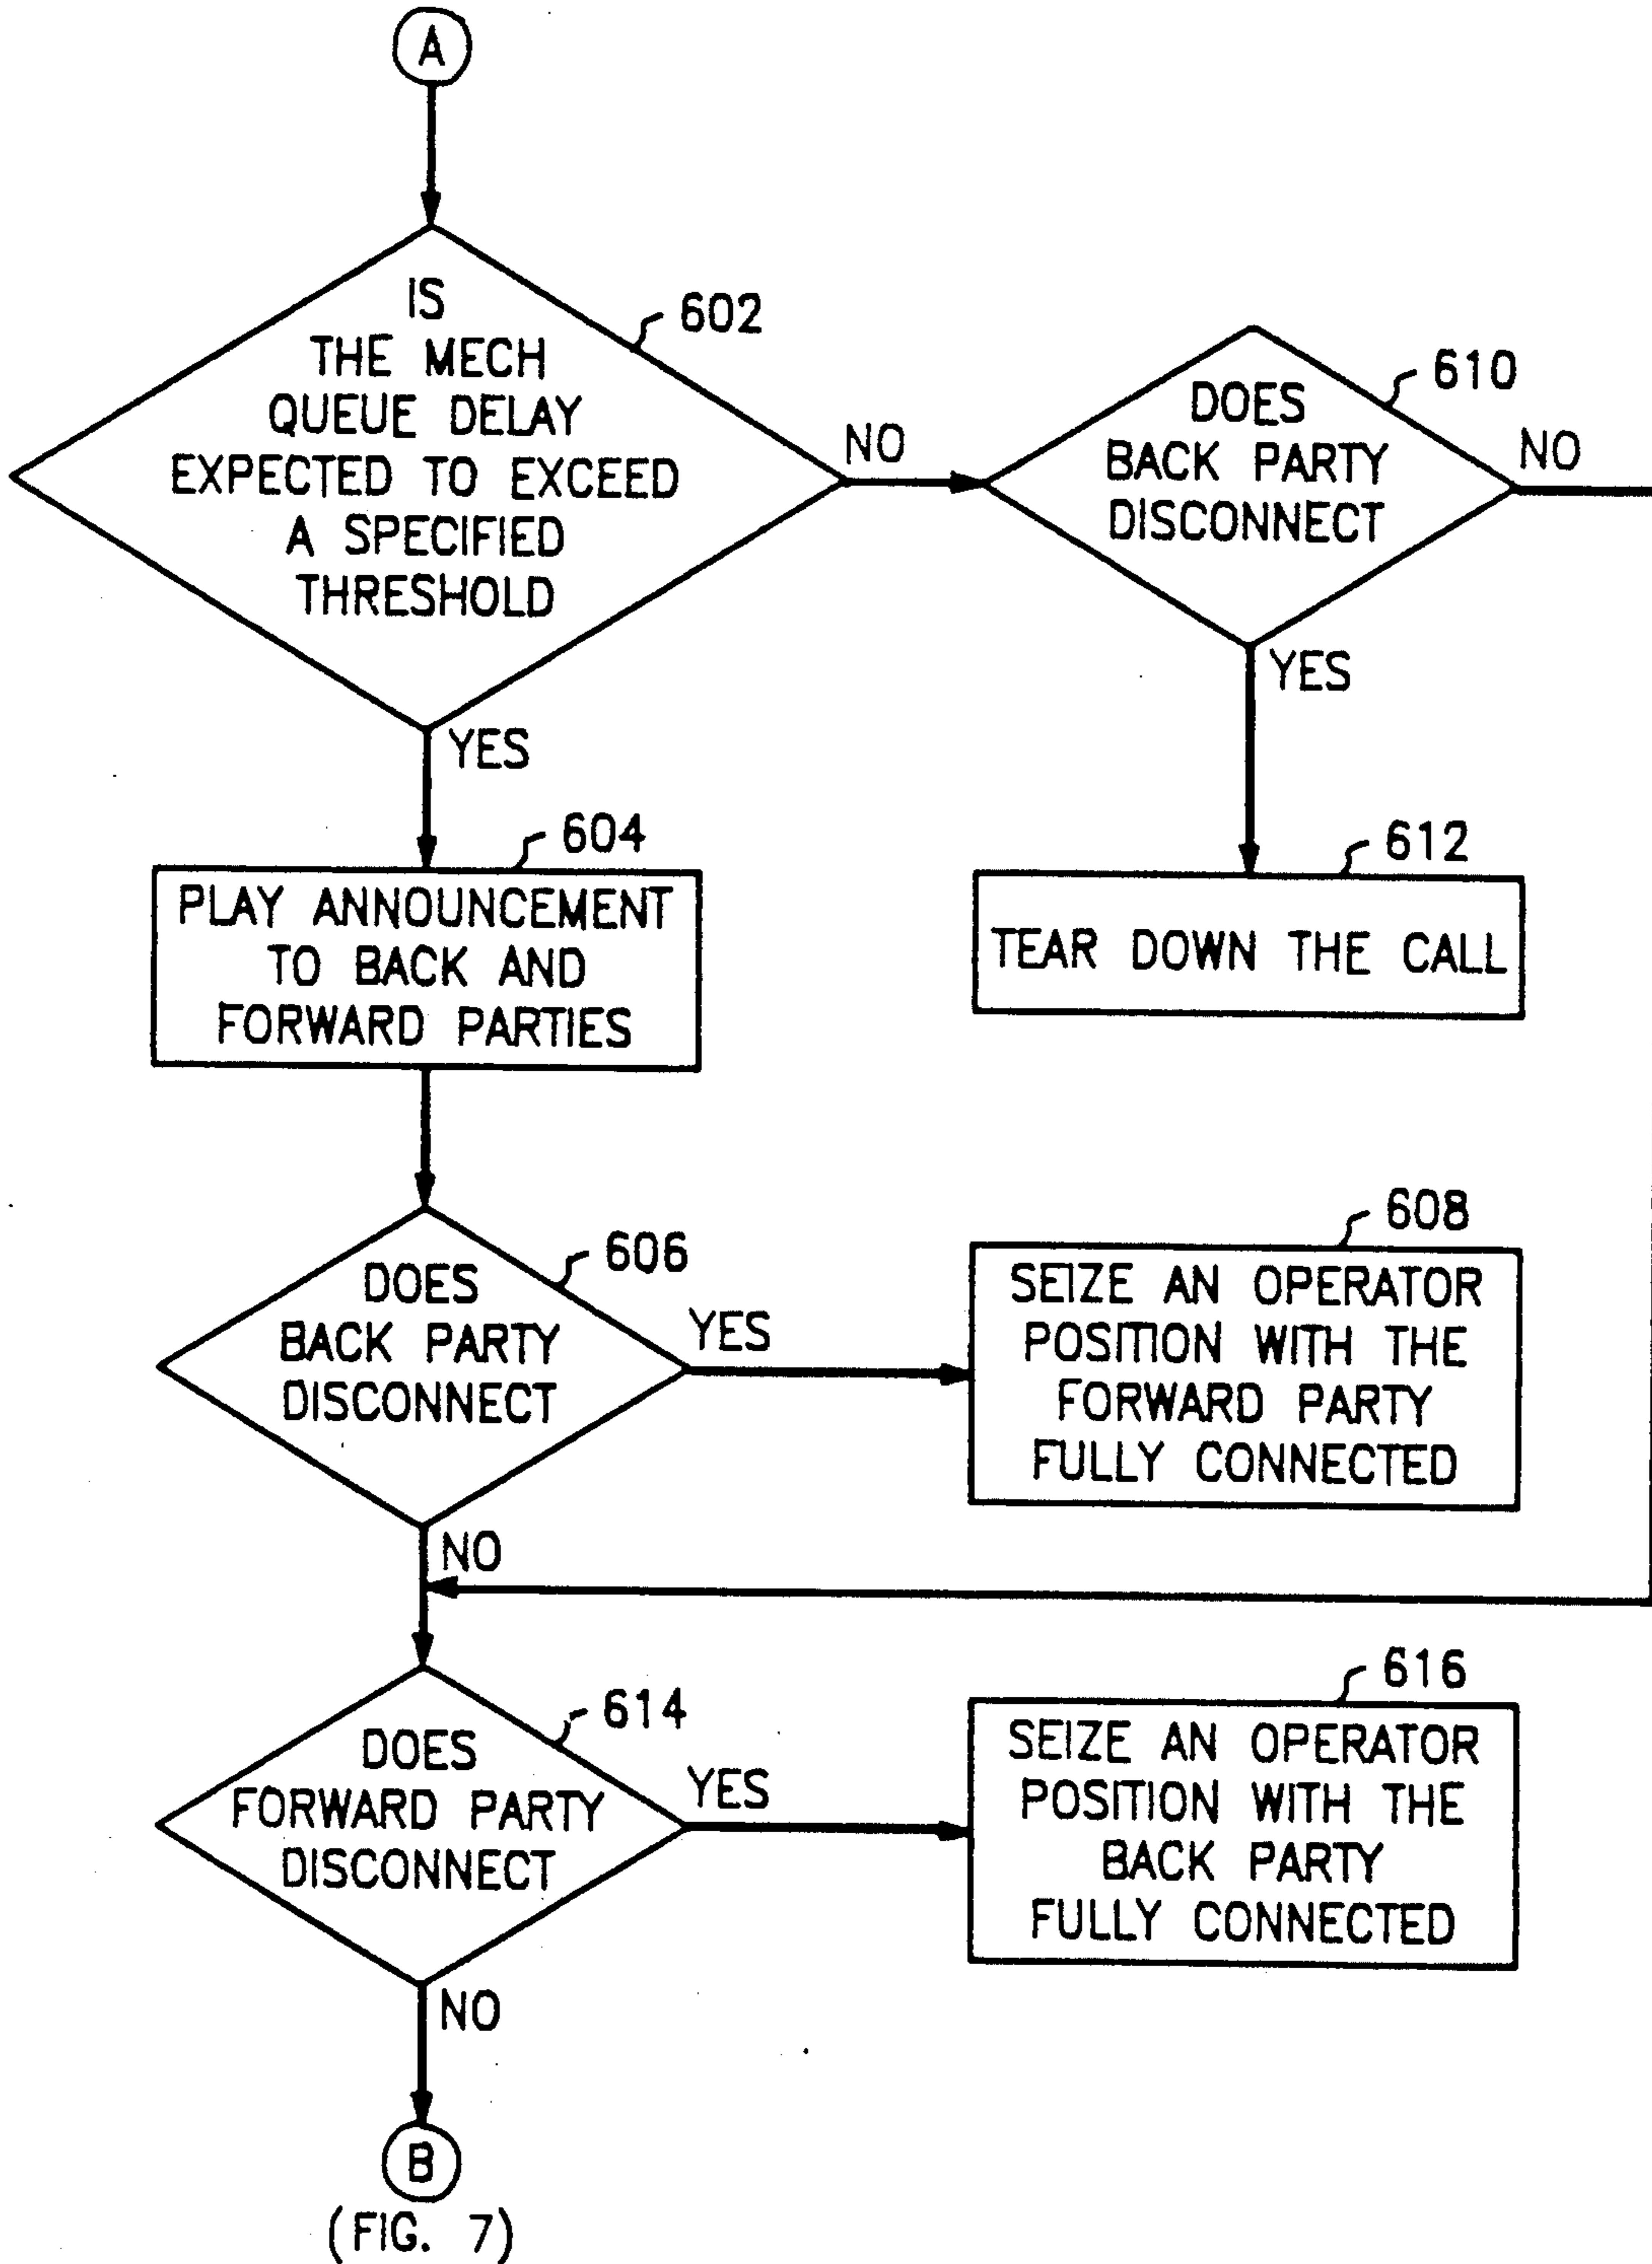 A
IS
THE MECH
QUEUE DELAY
EXPECTED TO EXCEED
A SPECIFIED
THRESHOLD
602
NO
YES
DOES
BACK PARTY
DISCONNECT
610
NO
YES
604
PLAY ANNOUNCEMENT
TO BACK AND
FORWARD PARTIES
612
TEAR DOWN THE CALL
606
DOES
BACK PARTY
DISCONNECT
YES
NO
608
SEIZE AN OPERATOR
POSITION WITH THE
FORWARD PARTY
FULLY CONNECTED
614
DOES
FORWARD PARTY
DISCONNECT
YES
NO
616
SEIZE AN OPERATOR
POSITION WITH THE
BACK PARTY
FULLY CONNECTED
B
(FIG. 7)